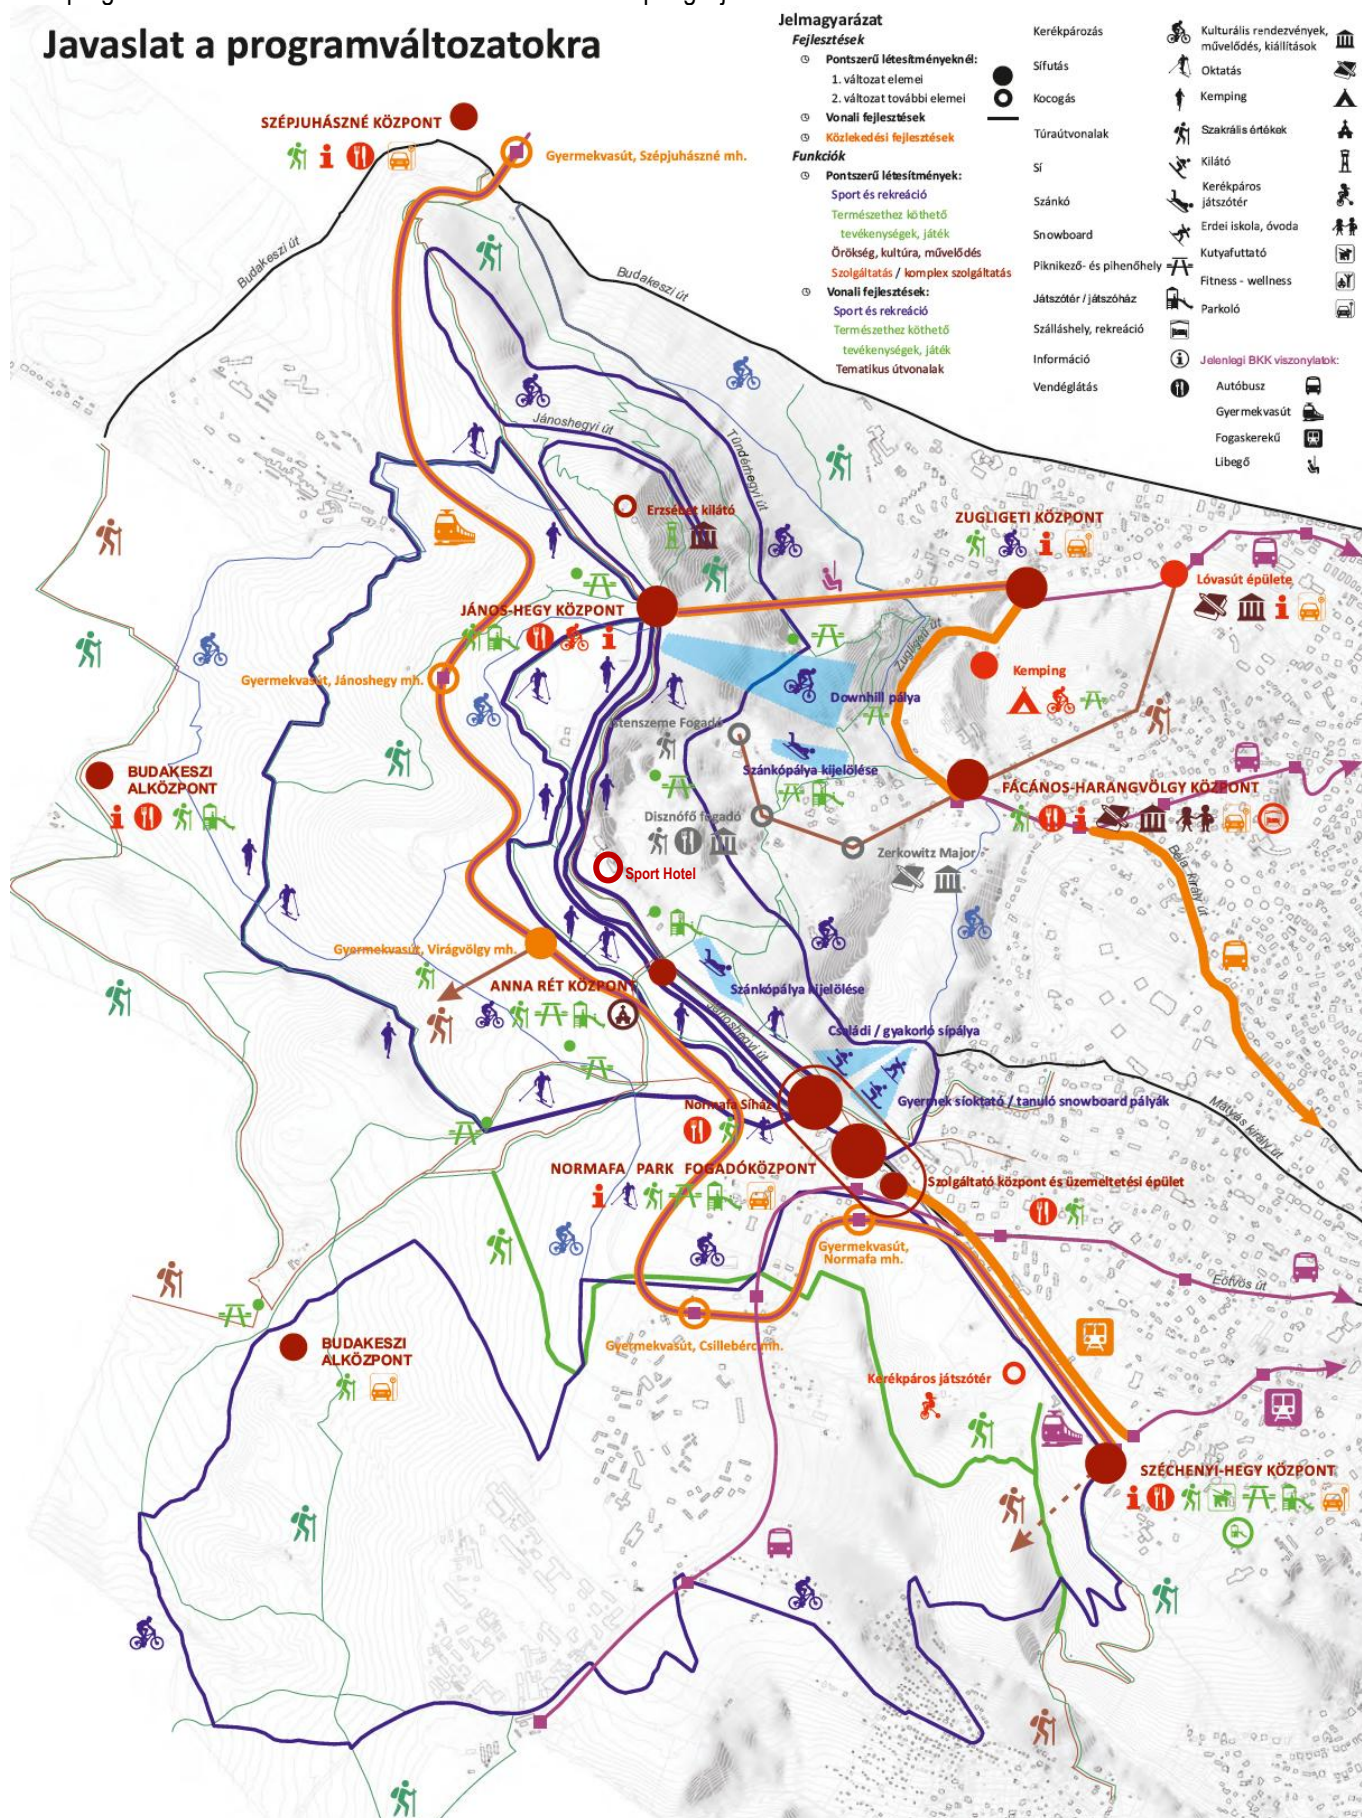 Javaslat a programváltozatokra
Jelmagyarázat
Fejlesztések
Pontszerű létesítményeknél:
1. változat elemei
2. változat további elemei
Vonali fejlesztések
Közlekedési fejlesztések
Funkciók
Pontszerű létesítmények:
Sport és rekreáció
Természethez köthető
tevékenységek, játék
Örökség, kultúra, művelődés
Szolgáltatás / komplex szolgáltatás
Vonali fejlesztések:
Sport és rekreáció
Természethez köthető
tevékenységek, játék
Tematikus útvonalak
Kerékpározás
Sífutás
Kocogás
Túraútvonalak
Sí
Szánkó
Snowboard
Piknikező- és pihenőhely
Játszótér / játszóház
Szálláshely, rekreáció
Információ
Vendéglátás
Kulturális rendezvények,
művelődés, kiállítások
Oktatás
Kemping
Szakrális értékek
Kilátó
Kerékpáros
játszótér
Erdei iskola, óvoda
Kutyafuttató
Fitness - wellness
Parkoló
Jelenlegi BKK viszonylatok:
Autóbusz
Gyermekvasút
Fogaskerekű
Libegő
SZÉPJUHÁSZNÉ KÖZPONT
Gyermekvasút, Szépjuhászné mh.
Budakeszi út
Budakeszi út
Jánoshegyi út
Tündérhegyi út
Erzsébet kilátó
ZUGLIGETI KÖZPONT
Lóvasút épülete
JÁNOS-HEGY KÖZPONT
Zugligeti út
Kemping
Gyermekvasút, Jánoshegy mh.
Downhill pálya
Istenszeme Fogadó
Szánkópálya kijelölése
BUDAKESZI
ALKÖZPONT
FÁCÁNOS-HARANGVÖLGY KÖZPONT
Disznófő fogadó
Zerkowitz Major
Béla király út
Sport Hotel
Gyermekvasút, Virágvölgy mh.
ANNA RÉT KÖZPONT
Szánkópálya kijelölése
Jánoshegyi út
Családi / gyakorló sípálya
Gyermek síoktató / tanuló snowboard pályák
Mátyás király út
Normafa Síház
NORMAFA PARK FOGADÓKÖZPONT
Szolgáltató központ és üzemeltetési épület
Gyermekvasút,
Normafa mh.
Eötvös út
Gyermekvasút, Csillebérc mh.
BUDAKESZI
ALKÖZPONT
Kerékpáros játszótér
SZÉCHENYI-HEGY KÖZPONT